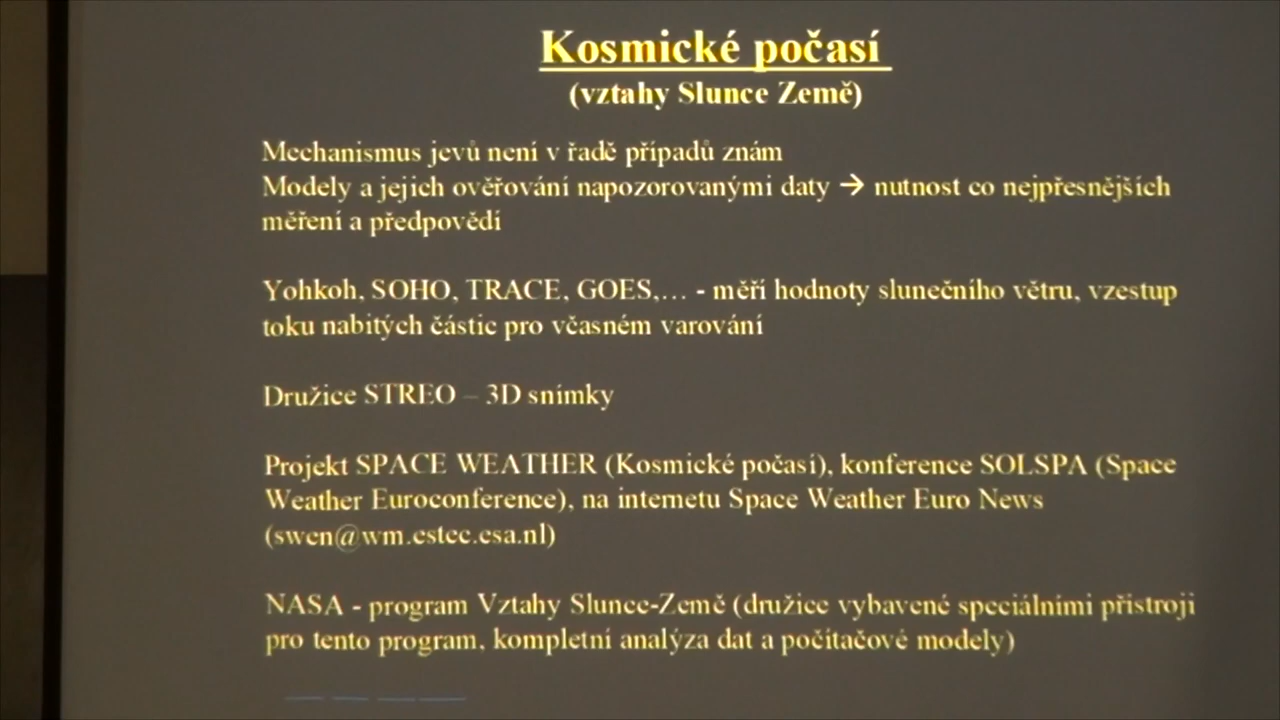 Kosmické počasí
(vztahy Slunce Země)
Mechanismus jevů není v řadě případů znám
Modely a jejich ověřování napozorovanými daty → nutnost co nejpřesnějších
měření a předpovědí
Yohkoh, SOHO, TRACE, GOES,... - měří hodnoty slunečního větru, vzestup
toku nabitých částic pro včasném varování
Družice STREO – 3D snímky
Projekt SPACE WEATHER (Kosmické počasí), konference SOLSPA (Space
Weather Euroconference), na internetu Space Weather Euro News
(swen@wm.estec.esa.nl)
NASA - program Vztahy Slunce-Země (družice vybavené speciálními přístroji
pro tento program, kompletní analýza dat a počítačové modely)